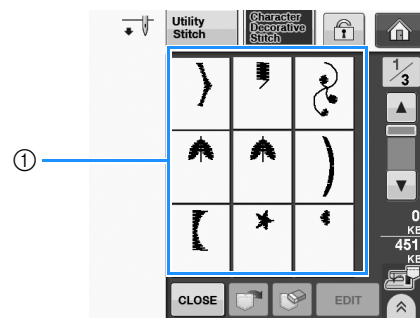 Utility
Stitch
Character
Decorative
Stitch
1/3
①
0
KB
451
KB
CLOSE
EDIT